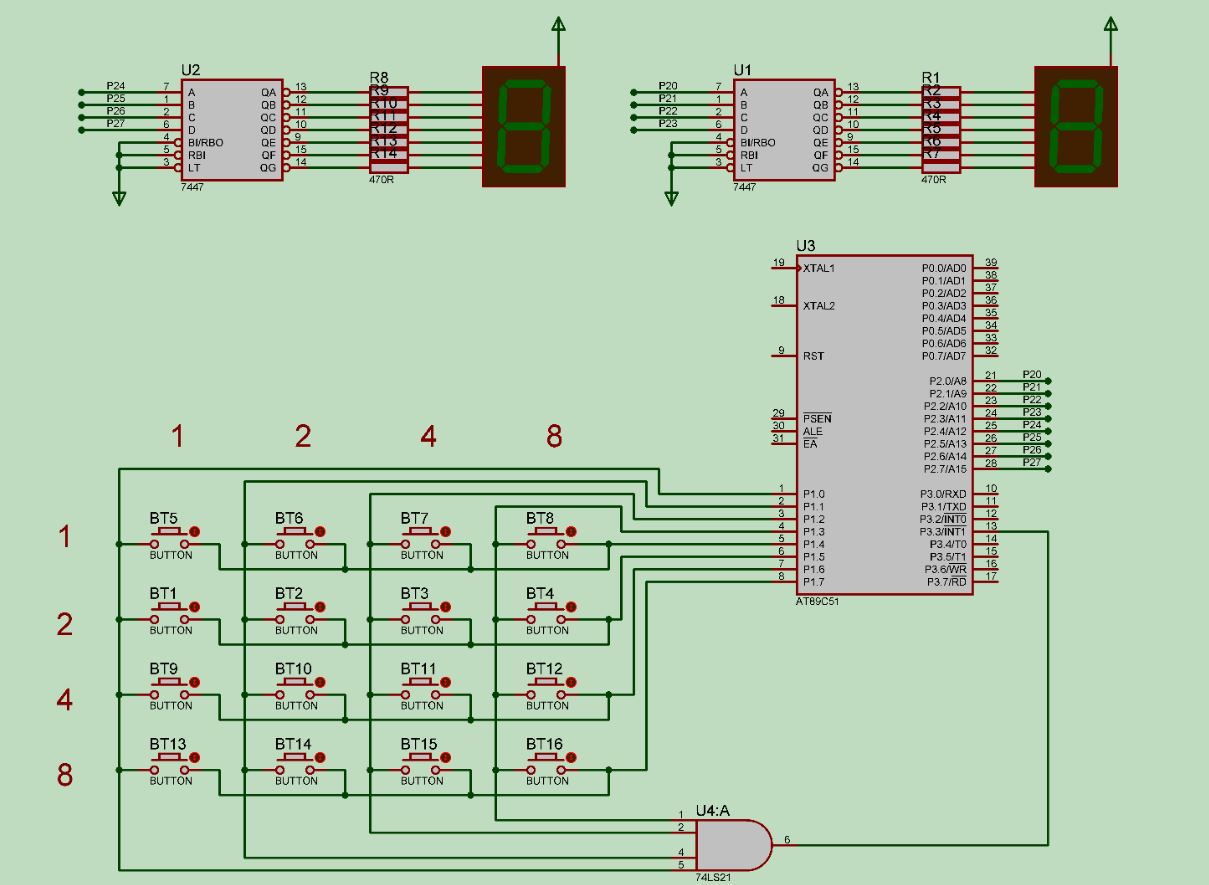 U2
P24 7 A QA 13
P25 1 B QB 12
P26 2 C QC 11
P27 6 D QD 10
4 BI/RBO QE 9
5 RBI QF 15
3 LT QG 14
7447
R8
R9
R10
R11
R12
R13
R14
470R
U1
P20 7 A QA 13
P21 1 B QB 12
P22 2 C QC 11
P23 6 D QD 10
4 BI/RBO QE 9
5 RBI QF 15
3 LT QG 14
7447
R1
R2
R3
R4
R5
R6
R7
470R
U3
19 XTAL1 P0.0/AD0 39
P0.1/AD1 38
P0.2/AD2 37
18 XTAL2 P0.3/AD3 36
P0.4/AD4 35
P0.5/AD5 34
P0.6/AD6 33
9 RST P0.7/AD7 32
P2.0/A8 21 P20
P2.1/A9 22 P21
P2.2/A10 23 P22
29 PSEN P2.3/A11 24 P23
30 ALE P2.4/A12 25 P24
31 EA P2.5/A13 26 P25
P2.6/A14 27 P26
P2.7/A15 28 P27
1 P1.0 P3.0/RXD 10
2 P1.1 P3.1/TXD 11
3 P1.2 P3.2/INT0 12
4 P1.3 P3.3/INT1 13
5 P1.4 P3.4/T0 14
6 P1.5 P3.5/T1 15
7 P1.6 P3.6/WR 16
8 P1.7 P3.7/RD 17
AT89C51
1 2 4 8
1
BT5 BT6 BT7 BT8
BUTTON BUTTON BUTTON BUTTON
2
BT1 BT2 BT3 BT4
BUTTON BUTTON BUTTON BUTTON
4
BT9 BT10 BT11 BT12
BUTTON BUTTON BUTTON BUTTON
8
BT13 BT14 BT15 BT16
BUTTON BUTTON BUTTON BUTTON
U4:A
1
2
4
5
6
74LS21